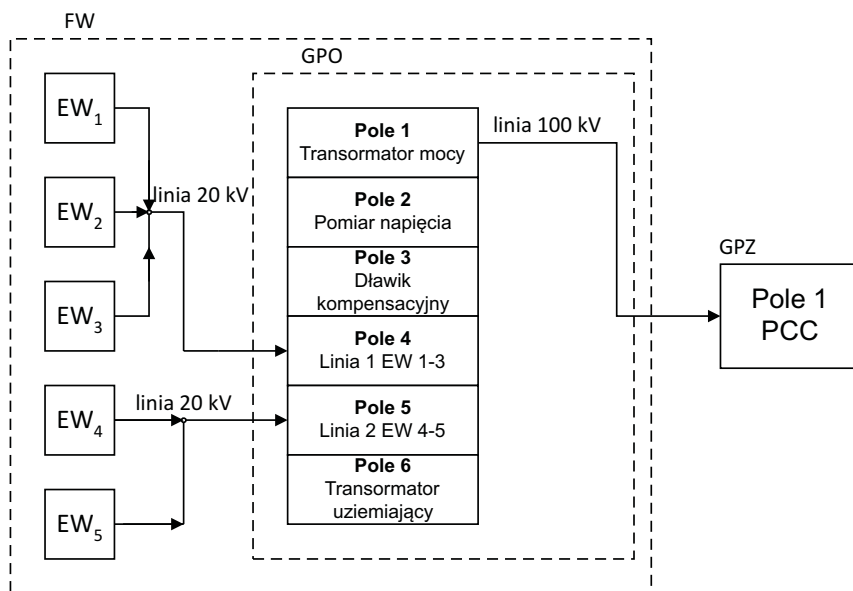 FW
GPO
EW1
Pole 1
linia 100 kV
Transormator mocy
linia 20 kV
EW2
Pole 2
Pomiar napięcia
GPZ
Pole 3
Dławik
kompensacyjny
EW3
Pole 1
PCC
Pole 4
Linia 1 EW 1-3
linia 20 kV
EW4
Pole 5
Linia 2 EW 4-5
Pole 6
Transormator
uziemiający
EW5